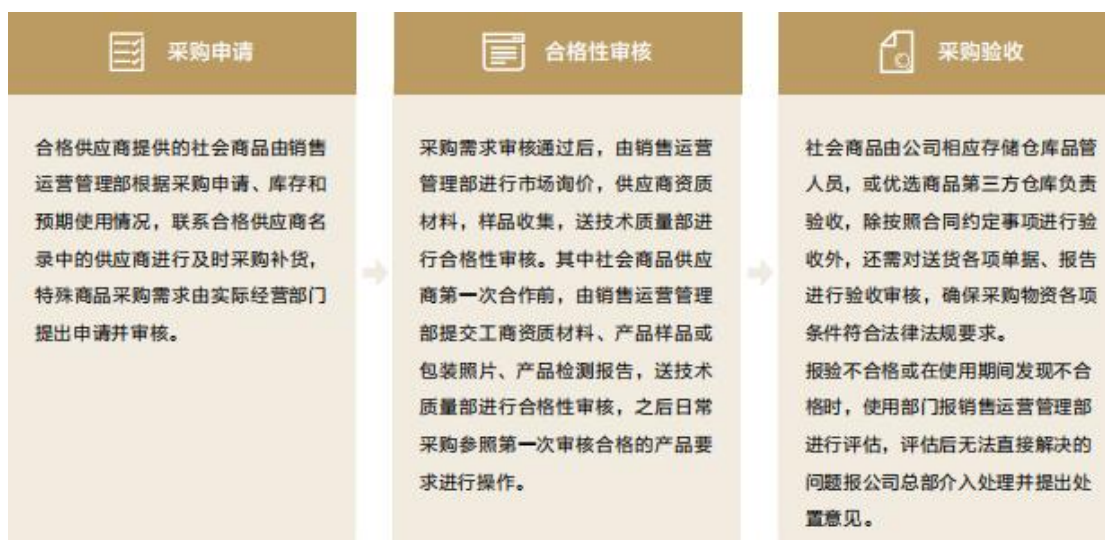 采购申请
合格供应商提供的社会商品由销售
运营管理部根据采购申请、库存和
预期使用情况，联系合格供应商名
录中的供应商进行及时采购补货，
特殊商品采购需求由实际经营部门
提出申请并审核。
合格性审核
采购需求审核通过后，由销售运营
管理部进行市场询价，供应商资质
材料，样品收集，送技术质量部进
行合格性审核。其中社会商品供应
商第一次合作前，由销售运营管理
部提交工商资质材料、产品样品或
包装照片、产品检测报告，送技术
质量部进行合格性审核，之后日常
采购参照第一次审核合格的产品要
求进行操作。
采购验收
社会商品由公司相应存储仓库品管
人员，或优选商品第三方仓库负责
验收，除按照合同约定事项进行验
收外，还需对送货各项单据、报告
进行验收审核，确保采购物资各项
条件符合法律法规要求。
报验不合格或在使用期间发现不合
格时，使用部门报销售运营管理部
进行评估，评估后无法直接解决的
问题报公司总部介入处理并提出处
置意见。